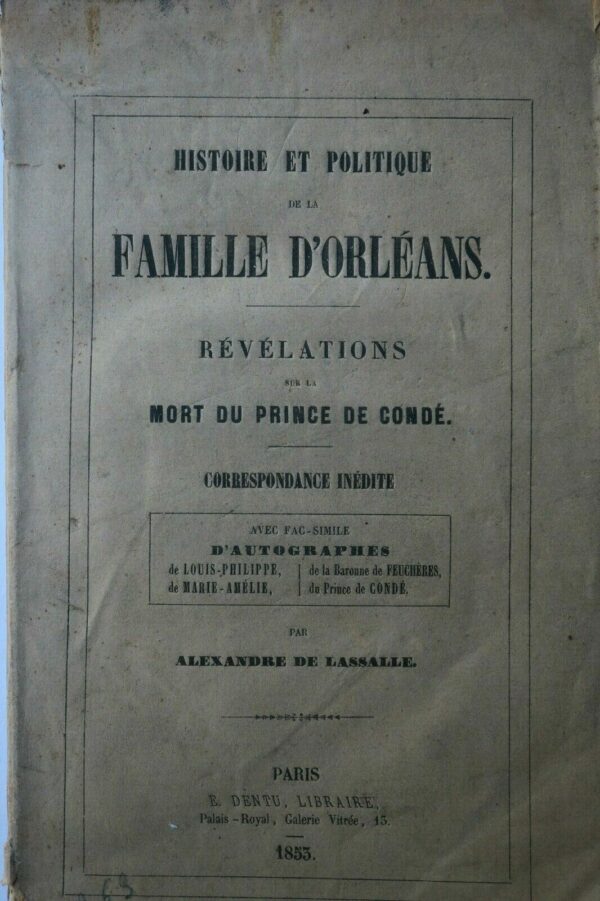 HISTOIRE ET POLITIQUE
DE LA
FAMILLE D'ORLÉANS.
RÉVÉLATIONS
SUR LA
MORT DU PRINCE DE CONDÉ.
CORRESPONDANCE INÉDITE
AVEC FAC-SIMILE
D'AUTOGRAPHES
de LOUIS-PHILIPPE, de la Baronne de FEUCHÈRES,
de MARIE-AMÉLIE, du Prince de CONDÉ.
PAR
ALEXANDRE DE LASSALLE.
PARIS
E. DENTU, LIBRAIRE,
Palais-Royal, Galerie Vitrée, 13.
1853.